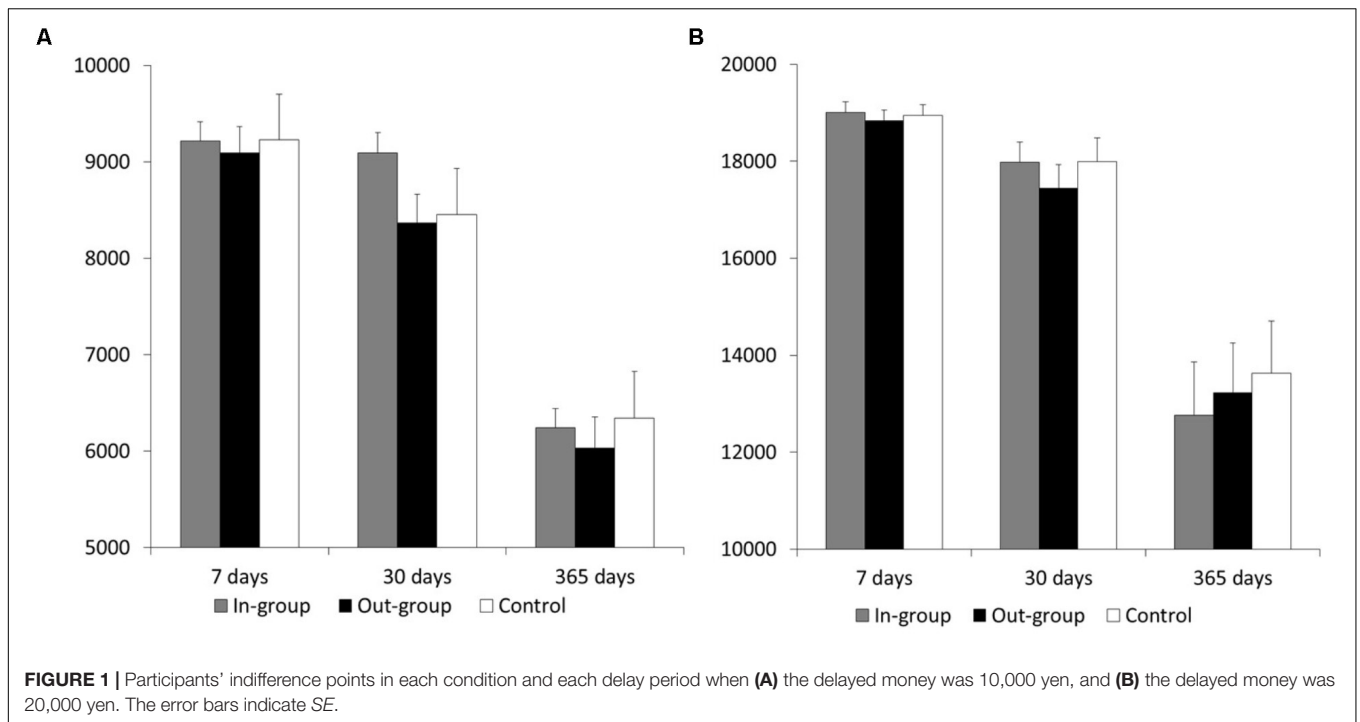 A
10000
9000
8000
7000
6000
5000
7 days 30 days 365 days
In-group Out-group Control
B
20000
18000
16000
14000
12000
10000
7 days 30 days 365 days
In-group Out-group Control
FIGURE 1 | Participants' indifference points in each condition and each delay period when (A) the delayed money was 10,000 yen, and (B) the delayed money was
20,000 yen. The error bars indicate SE.